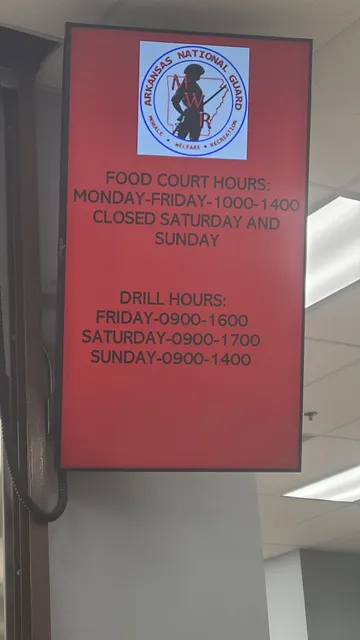 ARKANSAS NATIONAL GUARD
MWR
MORALE • WELFARE • RECREATION
FOOD COURT HOURS:
MONDAY-FRIDAY-1000-1400
CLOSED SATURDAY AND
SUNDAY
DRILL HOURS:
FRIDAY-0900-1600
SATURDAY-0900-1700
SUNDAY-0900-1400